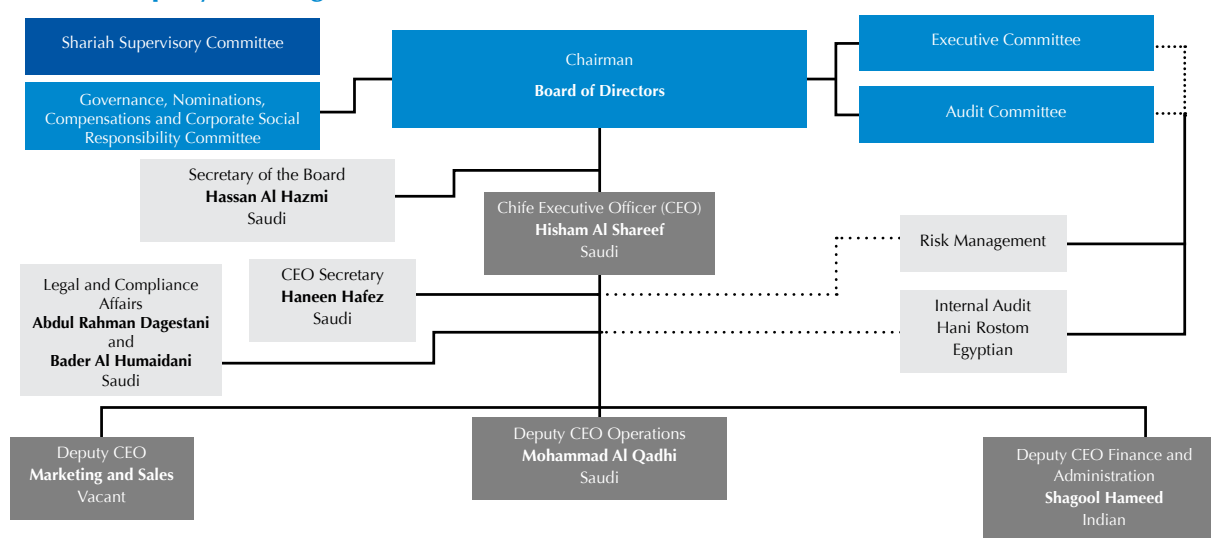 Shariah Supervisory Committee
Governance, Nominations,
Compensations and Corporate Social
Responsibility Committee
Chairman
Board of Directors
Executive Committee
Audit Committee
Secretary of the Board
Hassan Al Hazmi
Saudi
Chife Executive Officer (CEO)
Hisham Al Shareef
Saudi
Risk Management
CEO Secretary
Haneen Hafez
Saudi
Legal and Compliance
Affairs
Abdul Rahman Dagestani
and
Bader Al Humaidani
Saudi
Internal Audit
Hani Rostom
Egyptian
Deputy CEO
Marketing and Sales
Vacant
Deputy CEO Operations
Mohammad Al Qadhi
Saudi
Deputy CEO Finance and
Administration
Shagool Hameed
Indian